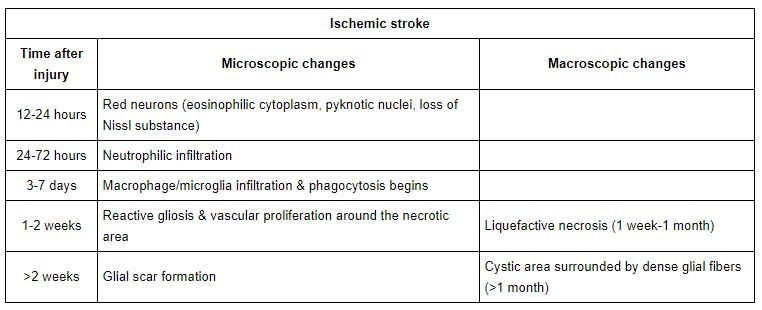 Ischemic stroke
Time after
injury
Microscopic changes
Macroscopic changes
12-24 hours
Red neurons (eosinophilic cytoplasm, pyknotic nuclei, loss of
Nissl substance)
24-72 hours
Neutrophilic infiltration
3-7 days
Macrophage/microglia infiltration & phagocytosis begins
1-2 weeks
Reactive gliosis & vascular proliferation around the necrotic
area
Liquefactive necrosis (1 week-1 month)
>2 weeks
Glial scar formation
Cystic area surrounded by dense glial fibers
(>1 month)